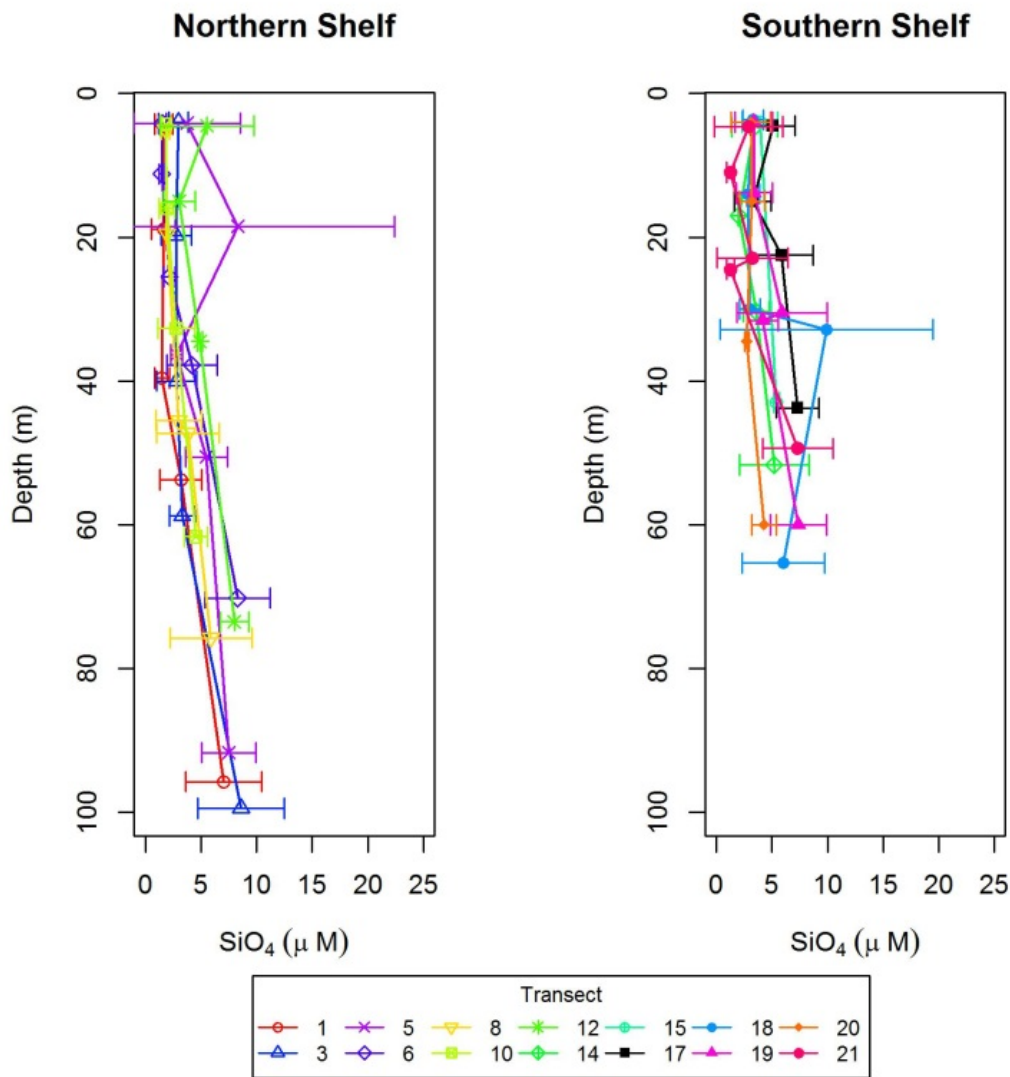 Northern Shelf
Southern Shelf
0
20
40
60
80
100
Depth (m)
0 5 10 15 20 25
SiO₄ (μ M)
0
20
40
60
80
100
Depth (m)
0 5 10 15 20 25
SiO₄ (μ M)
Transect
1 5 8 12 15 18 20
3 6 10 14 17 19 21